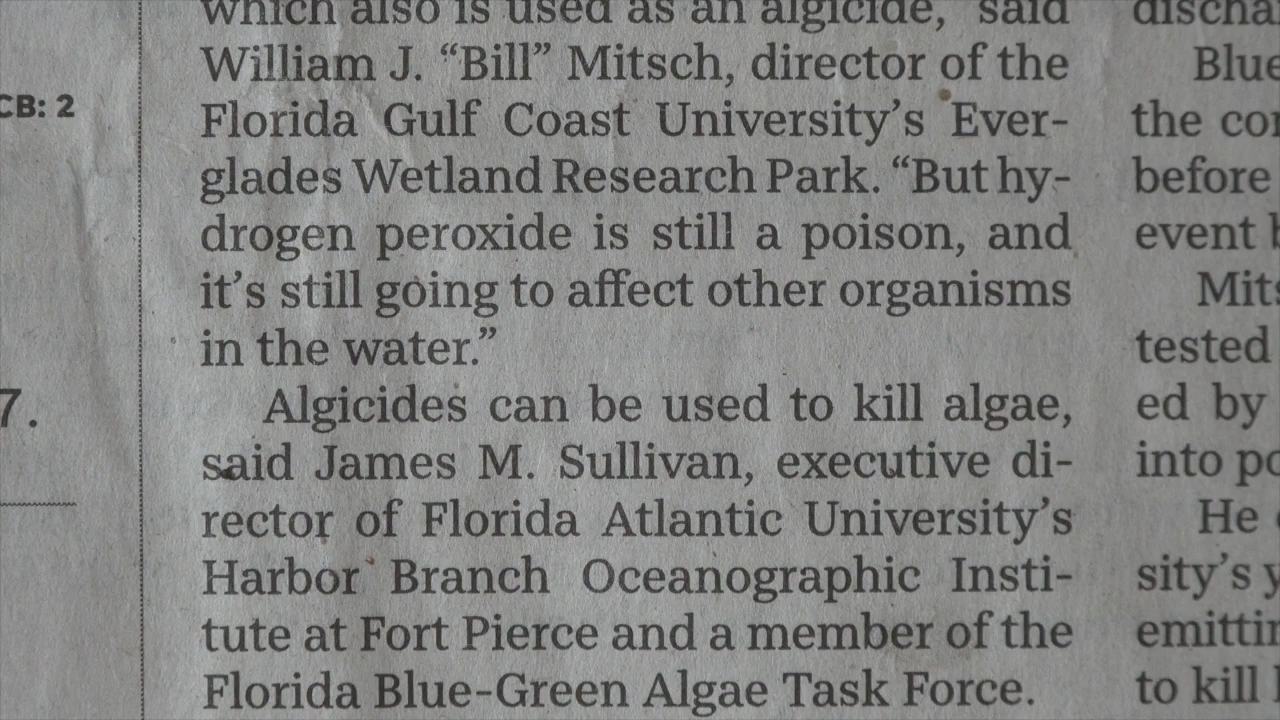 CB: 2
7.
which also is used as an algicide," said
William J. “Bill” Mitsch, director of the
Florida Gulf Coast University’s Ever-
glades Wetland Research Park. “But hy-
drogen peroxide is still a poison, and
it’s still going to affect other organisms
in the water.”
Algicides can be used to kill algae,
said James M. Sullivan, executive di-
rector of Florida Atlantic University’s
Harbor Branch Oceanographic Insti-
tute at Fort Pierce and a member of the
Florida Blue-Green Algae Task Force.
Blue
the
before
event
tested
ed by
into
He
sity’s
to kill